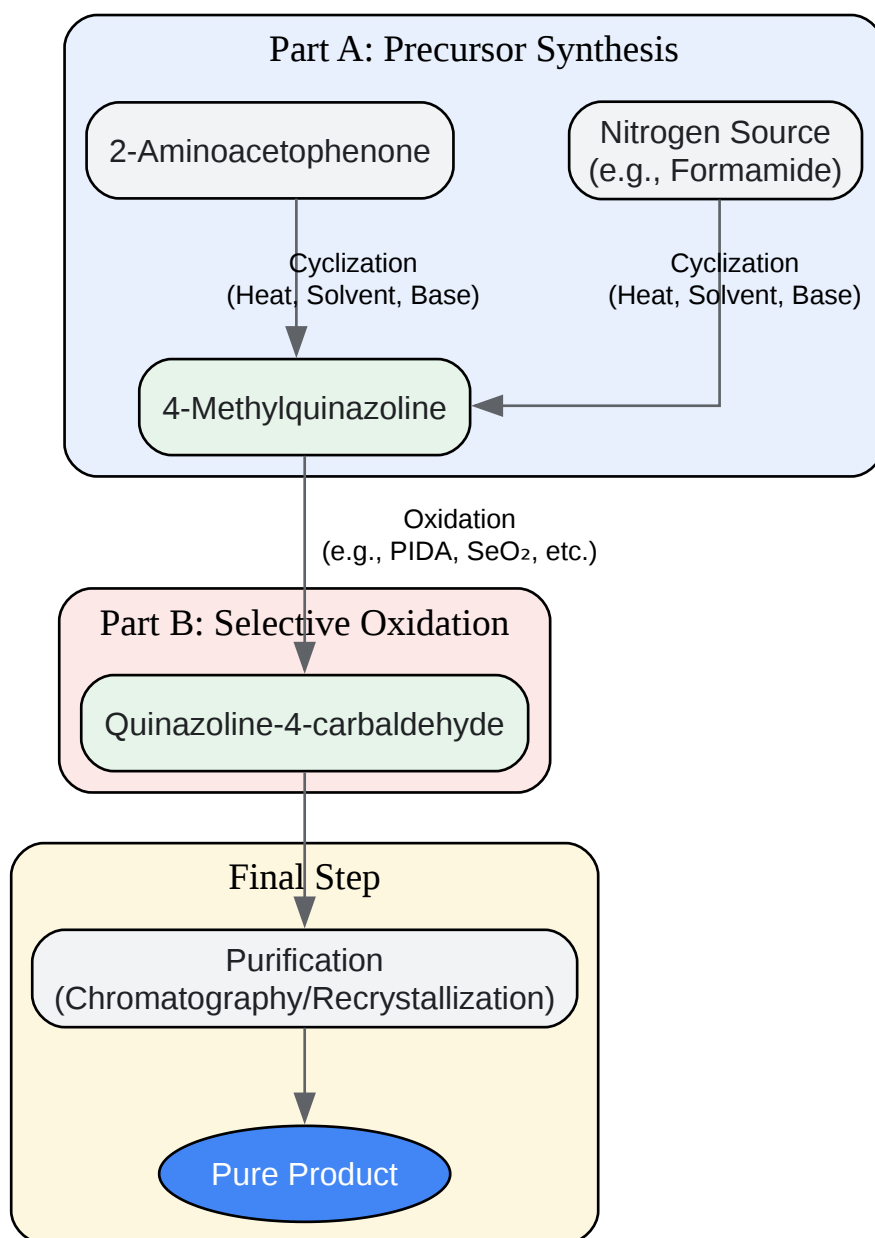 Part A: Precursor Synthesis
2-Aminoacetophenone
Nitrogen Source
(e.g., Formamide)
Cyclization
(Heat, Solvent, Base)
Cyclization
(Heat, Solvent, Base)
4-Methylquinazoline
Oxidation
(e.g., PIDA, SeO₂, etc.)
Part B: Selective Oxidation
Quinazoline-4-carbaldehyde
Final Step
Purification
(Chromatography/Recrystallization)
Pure Product